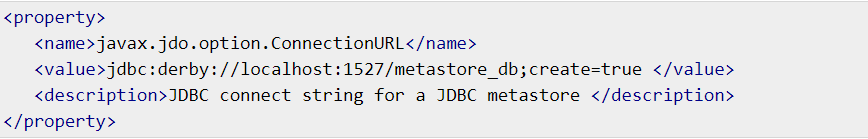 <property>
<name>javax.jdo.option.ConnectionURL</name>
<value>jdbc:derby://localhost:1527/metastore_db;create=true </value>
<description>JDBC connect string for a JDBC metastore </description>
</property>